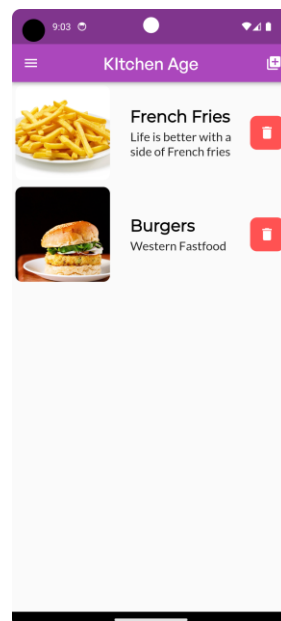 9:03
KItchen Age
French Fries
Life is better with a
side of French fries
Burgers
Western Fastfood